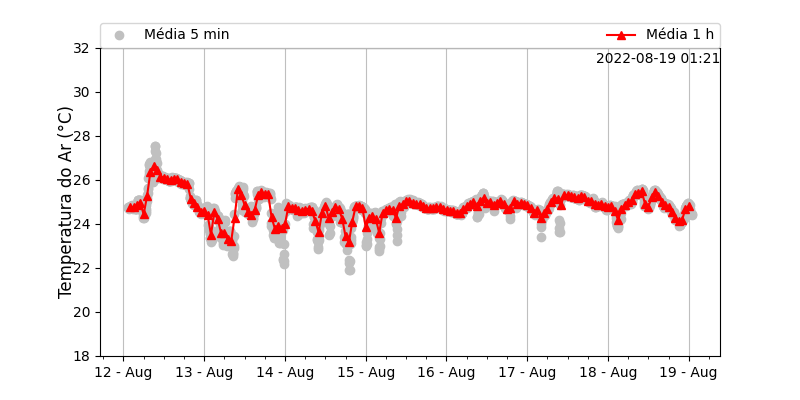 Média 5 min
Média 1 h
2022-08-19 01:21
Temperatura do Ar (°C)
32
30
28
26
24
22
20
18
12 - Aug
13 - Aug
14 - Aug
15 - Aug
16 - Aug
17 - Aug
18 - Aug
19 - Aug